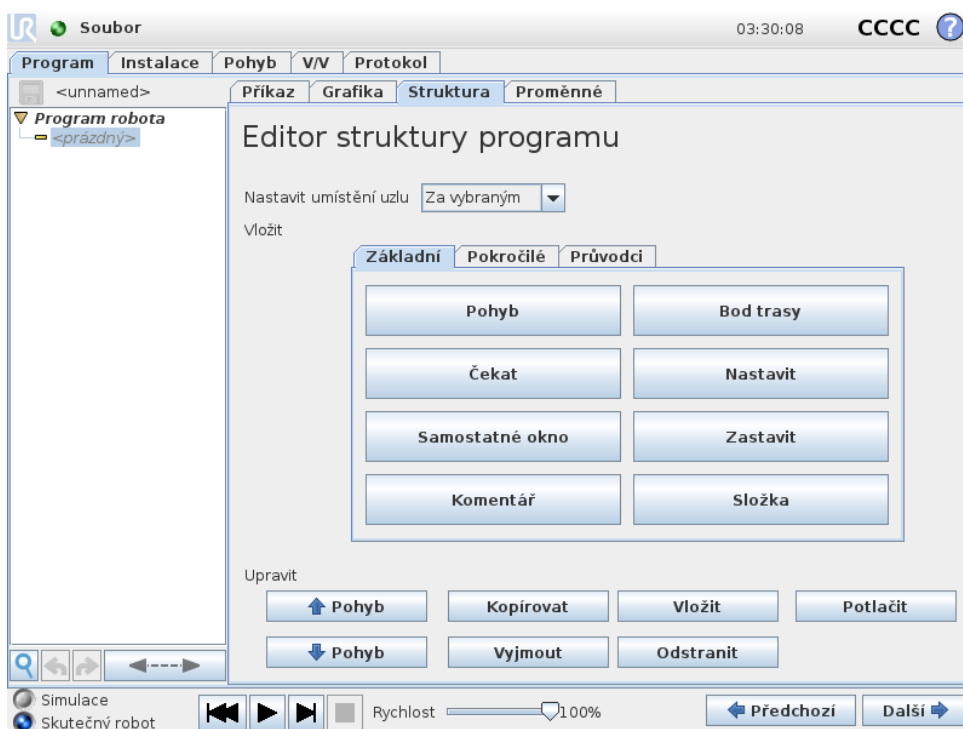 UR Soubor 03:30:08 CCCC ?
Program Instalace Pohyb V/V Protokol
<unnamed>
Příkaz Grafika Struktura Proměnné
Program robota
<prázdný>
Editor struktury programu
Nastavit umístění uzlu Za vybraným
Vložit
Základní Pokročilé Průvodci
Pohyb Bod trasy
Čekat Nastavit
Samostatné okno Zastavit
Komentář Složka
Upravit
Pohyb Kopírovat Vložit Potlačit
Pohyb Vyjmout Odstranit
Simulace
Skutečný robot
Rychlost 100%
Předchozí Další